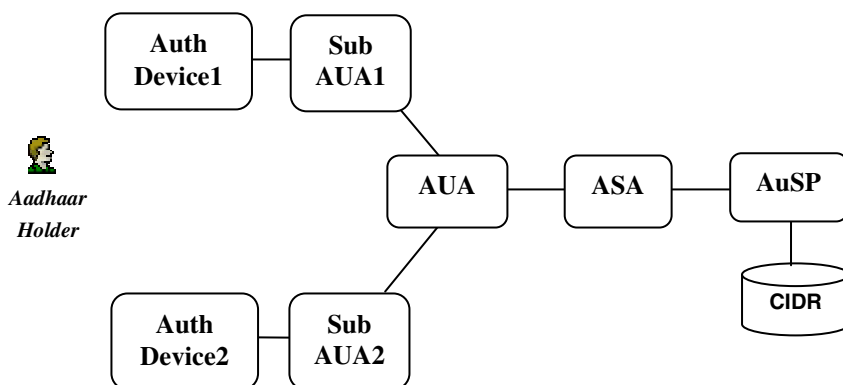 Auth
Device1
Sub
AUA1
Aadhaar
Holder
AUA
ASA
AuSP
CIDR
Auth
Device2
Sub
AUA2